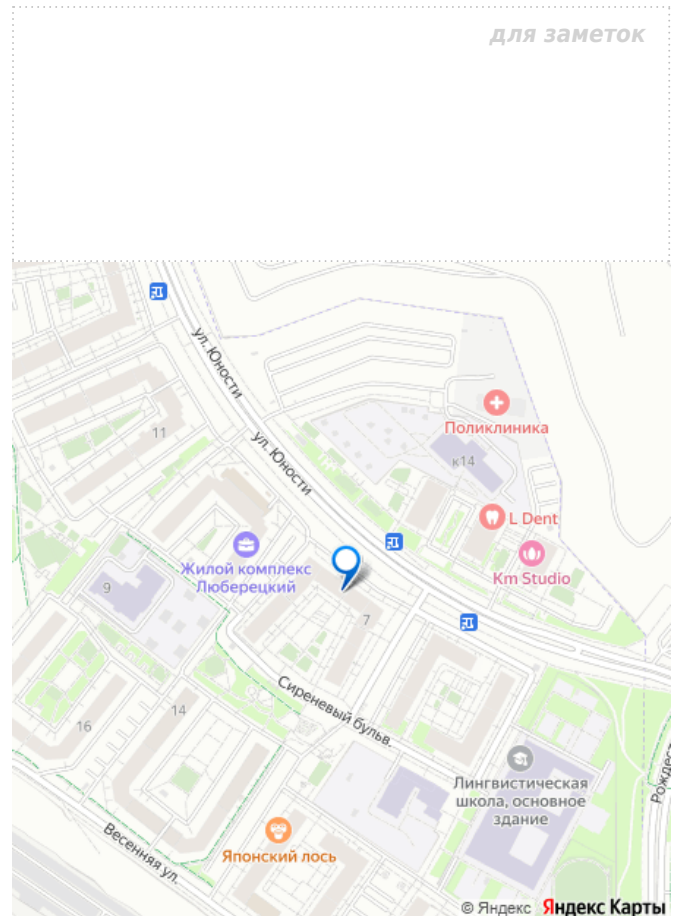 для заметок
ул. Юности
Поликлиника
11
ул. Юности
к14
L Dent
Жилой комплекс
Люберецкий
Km Studio
9
7
Сиреневый бульв.
14
16
Лингвистическая
школа, основное
здание
Рождест
Весенняя ул.
Японский лось
© Яндекс Яндекс Карты